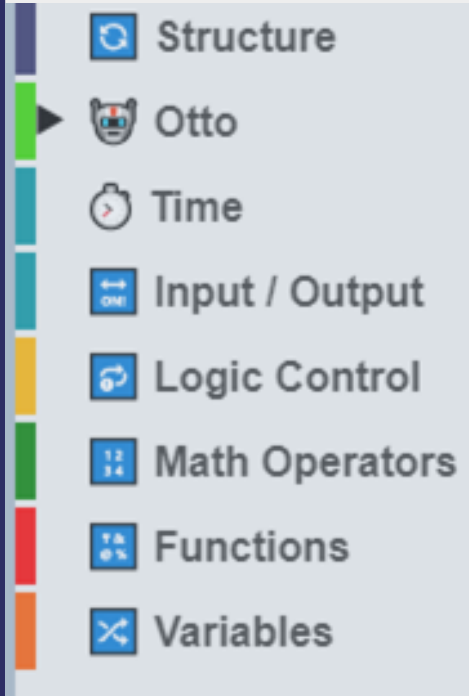 Structure
Otto
Time
Input / Output
Logic Control
Math Operators
Functions
Variables